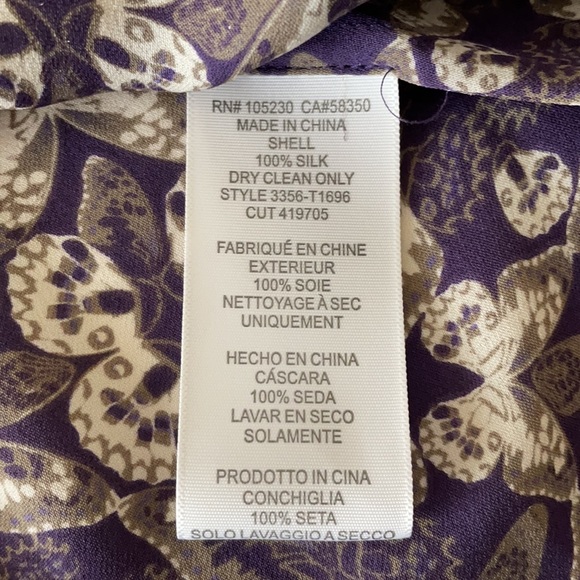 RN# 105230 CA#58350
MADE IN CHINA
SHELL
100% SILK
DRY CLEAN ONLY
STYLE 3356-T1696
CUT 419705
FABRIQUÉ EN CHINE
EXTERIEUR
100% SOIE
NETTOYAGE À SEC
UNIQUEMENT
HECHO EN CHINA
CÁSCARA
100% SEDA
LAVAR EN SECO
SOLAMENTE
PRODOTTO IN CINA
CONCHIGLIA
100% SETA
SOLO LAVAGGIO A SECCO